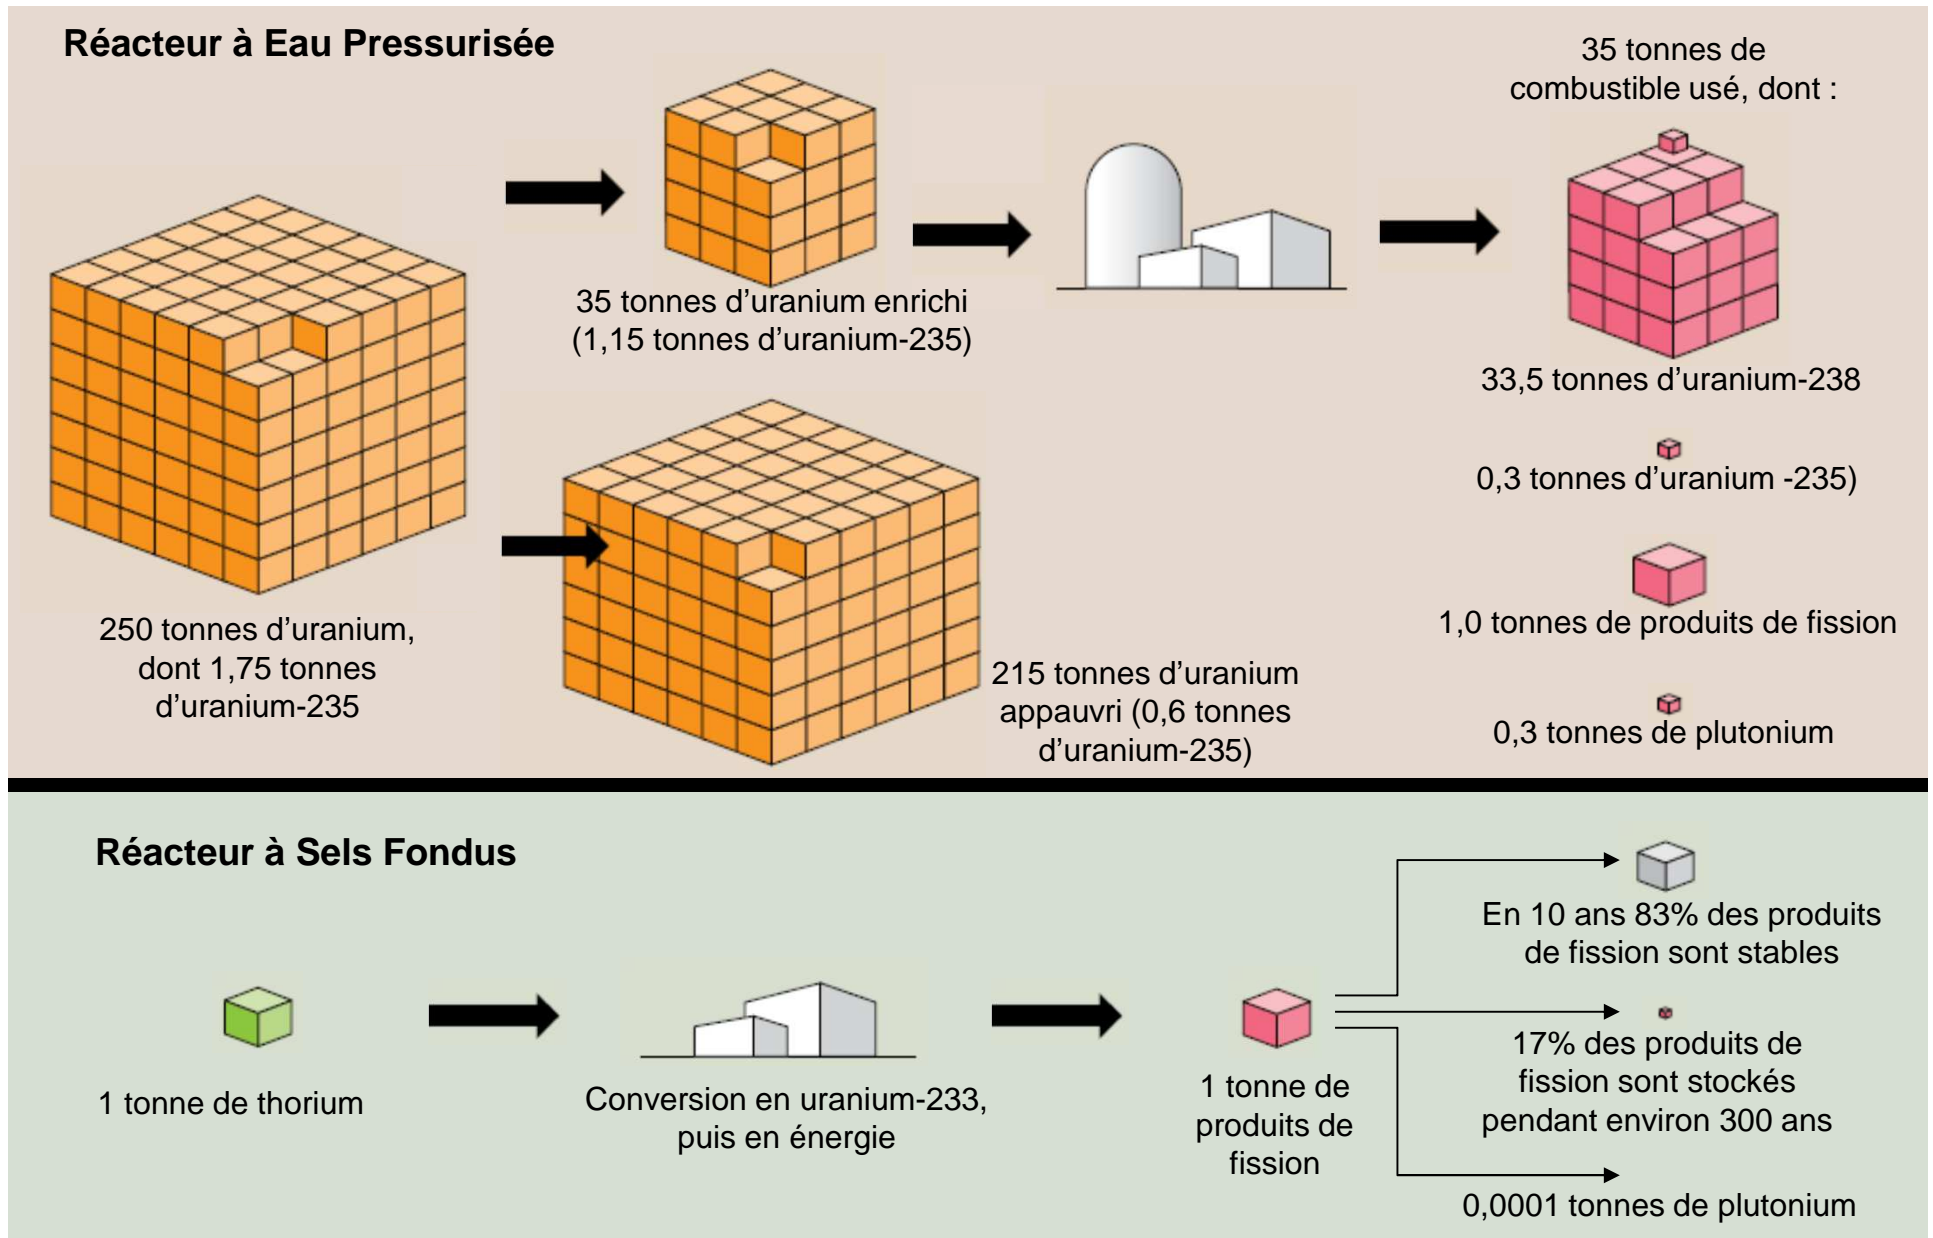 Réacteur à Eau Pressurisée
250 tonnes d’uranium,
dont 1,75 tonnes
d’uranium-235
35 tonnes d’uranium enrichi
(1,15 tonnes d’uranium-235)
215 tonnes d’uranium
appauvri (0,6 tonnes
d’uranium-235)
35 tonnes de
combustible usé, dont :
33,5 tonnes d’uranium-238
0,3 tonnes d’uranium -235)
1,0 tonnes de produits de fission
0,3 tonnes de plutonium
Réacteur à Sels Fondus
1 tonne de thorium
Conversion en uranium-233,
puis en énergie
1 tonne de
produits de
fission
En 10 ans 83% des produits
de fission sont stables
17% des produits de
fission sont stockés
pendant environ 300 ans
0,0001 tonnes de plutonium